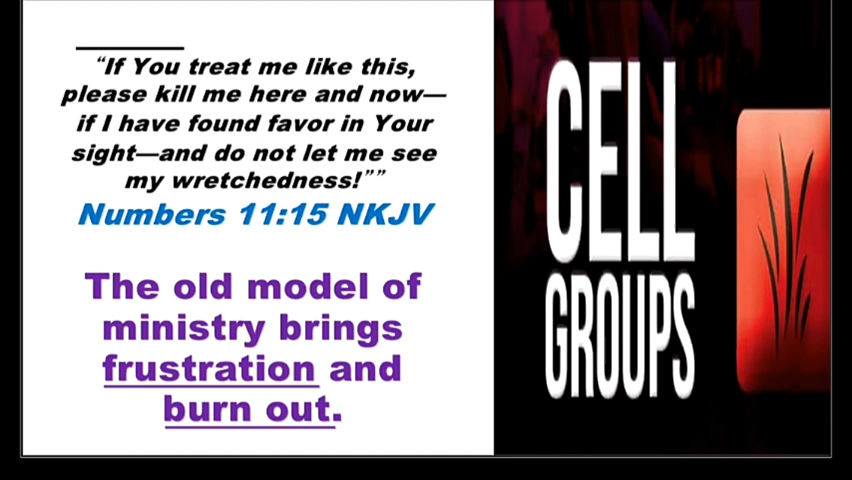 “If You treat me like this,
please kill me here and now—
if I have found favor in Your
sight—and do not let me see
my wretchedness!””
Numbers 11:15 NKJV
The old model of
ministry brings
frustration and
burn out.
CELL
GROUPS